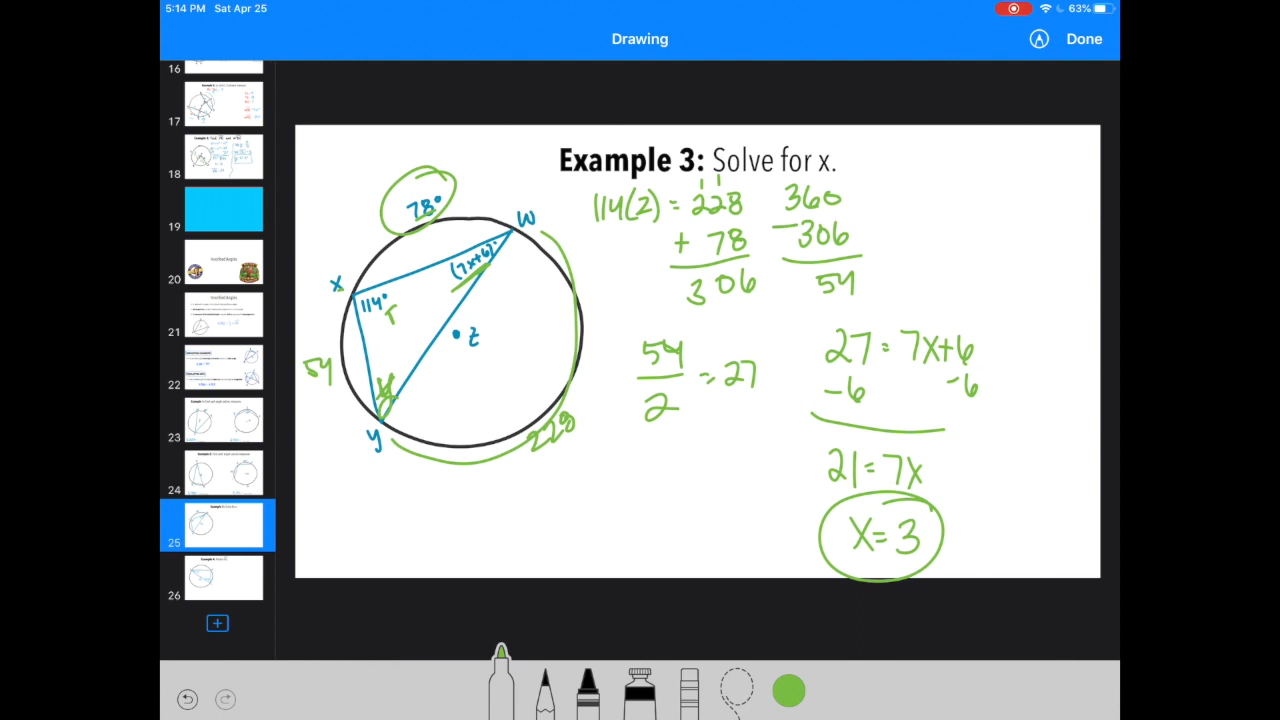 5:14 PM Sat Apr 25
63%
Drawing
Done
16
17
18
19
20
21
22
23
24
25
26
Example 3: Solve for x.
78°
W
X
114°
(7x+6)°
Z
Y
54
228
114(2) = 228
+ 78
306
360
- 306
54
54
2
= 27
27 = 7x+6
-6 -6
21 = 7x
x = 3